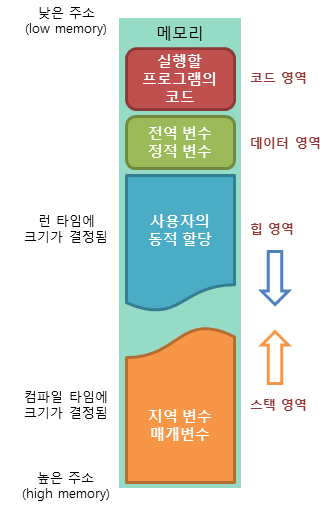 낮은 주소
(low memory)
메모리
실행할
프로그램의
코드
코드 영역
전역 변수
정적 변수
데이터 영역
런 타임에
크기가 결정됨
사용자의
동적 할당
힙 영역
컴파일 타임에
크기가 결정됨
지역 변수
매개변수
스택 영역
높은 주소
(high memory)